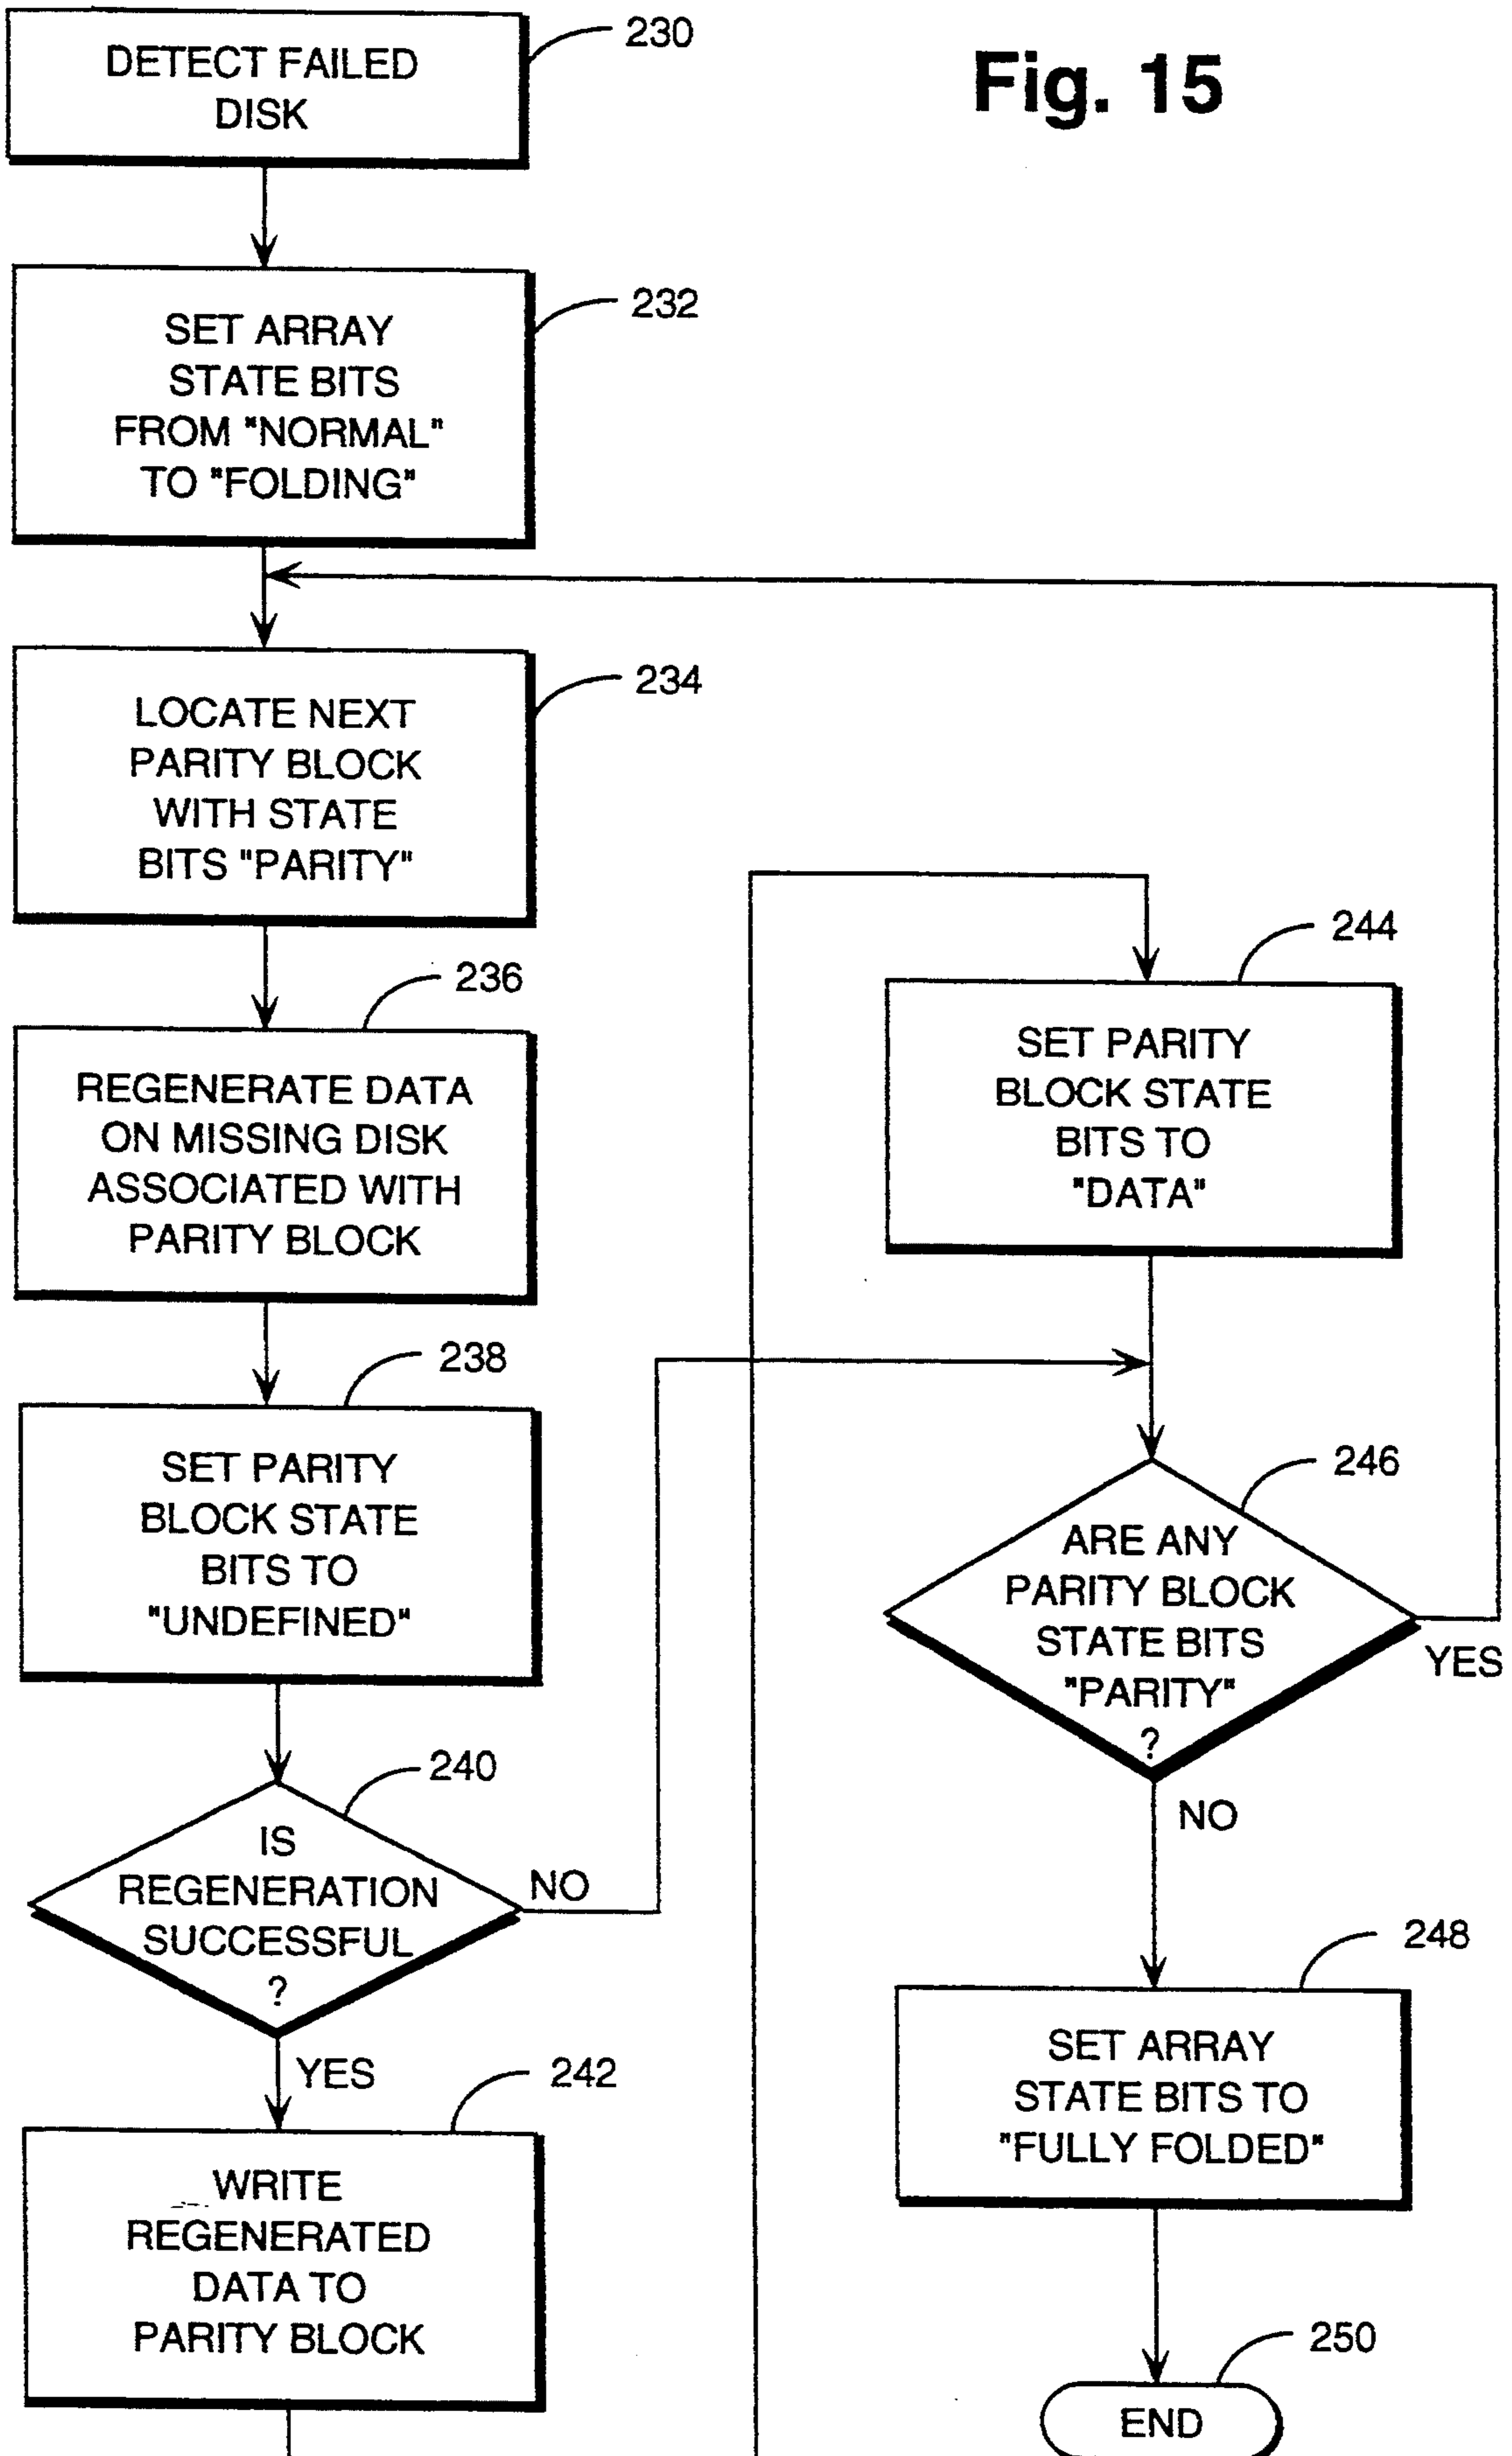 Fig. 15
230
DETECT FAILED
DISK
232
SET ARRAY
STATE BITS
FROM "NORMAL"
TO "FOLDING"
234
LOCATE NEXT
PARITY BLOCK
WITH STATE
BITS "PARITY"
236
REGENERATE DATA
ON MISSING DISK
ASSOCIATED WITH
PARITY BLOCK
238
SET PARITY
BLOCK STATE
BITS TO
"UNDEFINED"
240
IS
REGENERATION
SUCCESSFUL
?
NO
YES
242
WRITE
REGENERATED
DATA TO
PARITY BLOCK
244
SET PARITY
BLOCK STATE
BITS TO
"DATA"
246
ARE ANY
PARITY BLOCK
STATE BITS
"PARITY"
?
YES
NO
248
SET ARRAY
STATE BITS TO
"FULLY FOLDED"
250
END